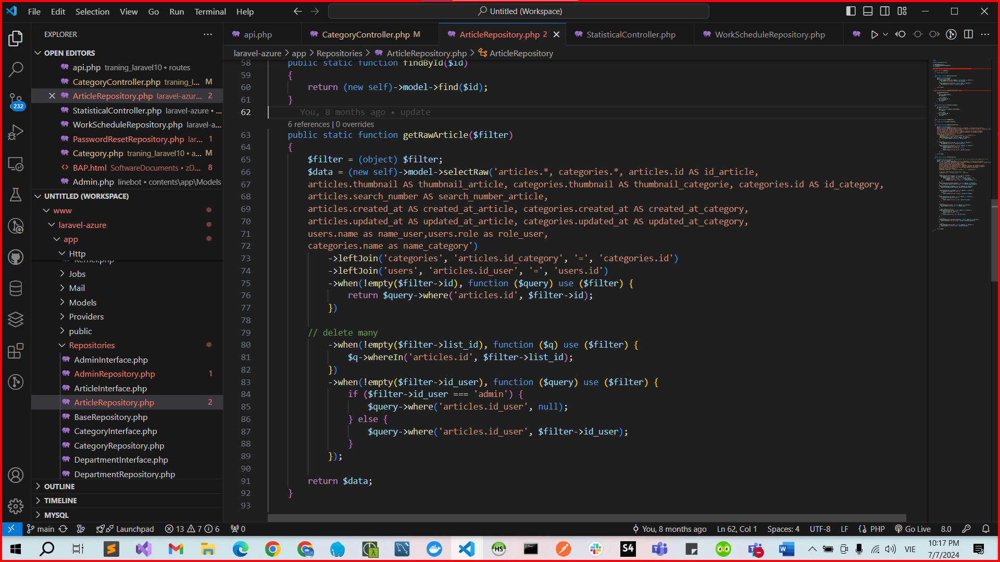 File Edit Selection View Go Run Terminal Help
Untitled (Workspace)
EXPLORER
OPEN EDITORS
api.php traning_laravel10 • routes
CategoryController.php traning_l... M
ArticleRepository.php laravel-azur... 2
StatisticalController.php laravel-azure • ...
WorkScheduleRepository.php laravel-a...
PasswordResetRepository.php lar... 1
Category.php traning_laravel10 • a... M
BAP.html SoftwareDocuments • zD... 8
Admin.php linebot • contents\app\Models
UNTITLED (WORKSPACE)
www
laravel-azure
app
Http
Kernel.php
Jobs
Mail
Models
Providers
public
Repositories
AdminInterface.php
AdminRepository.php 1
ArticleInterface.php
ArticleRepository.php 2
BaseRepository.php
CategoryInterface.php
CategoryRepository.php
DepartmentInterface.php
DepartmentRepository.php
OUTLINE
TIMELINE
MYSQL
232
api.php CategoryController.php M ArticleRepository.php 2 StatisticalController.php WorkScheduleRepository.php
laravel-azure > app > Repositories > ArticleRepository.php > ArticleRepository
58 public static function findById($id)
59 {
60 return (new self)->model->find($id);
61 }
62 You, 8 months ago • update
6 references | 0 overrides
63 public static function getRawArticle($filter)
64 {
65 $filter = (object) $filter;
66 $data = (new self)->model->selectRaw('articles.*, categories.*, articles.id AS id_article,
67 articles.thumbnail AS thumbnail_article, categories.thumbnail AS thumbnail_categorie, categories.id AS id_category,
68 articles.search_number AS search_number_article,
69 articles.created_at AS created_at_article, categories.created_at AS created_at_category,
70 articles.updated_at AS updated_at_article, categories.updated_at AS updated_at_category,
71 users.name as name_user,users.role as role_user,
72 categories.name as name_category')
73 ->leftJoin('categories', 'articles.id_category', '=', 'categories.id')
74 ->leftJoin('users', 'articles.id_user', '=', 'users.id')
75 ->when(!empty($filter->id), function ($query) use ($filter) {
76 return $query->where('articles.id', $filter->id);
77 })
78
79 // delete many
80 ->when(!empty($filter->list_id), function ($q) use ($filter) {
81 $q->whereIn('articles.id', $filter->list_id);
82 })
83 ->when(!empty($filter->id_user), function ($query) use ($filter) {
84 if ($filter->id_user === 'admin') {
85 $query->where('articles.id_user', null);
86 } else {
87 $query->where('articles.id_user', $filter->id_user);
88 }
89 });
90
91 return $data;
92 }
93
main Launchpad 13 7 6 0 You, 8 months ago Ln 62, Col 1 Spaces: 4 UTF-8 LF PHP Go Live 8.0
HS S4 VIE 10:17 PM
7/7/2024